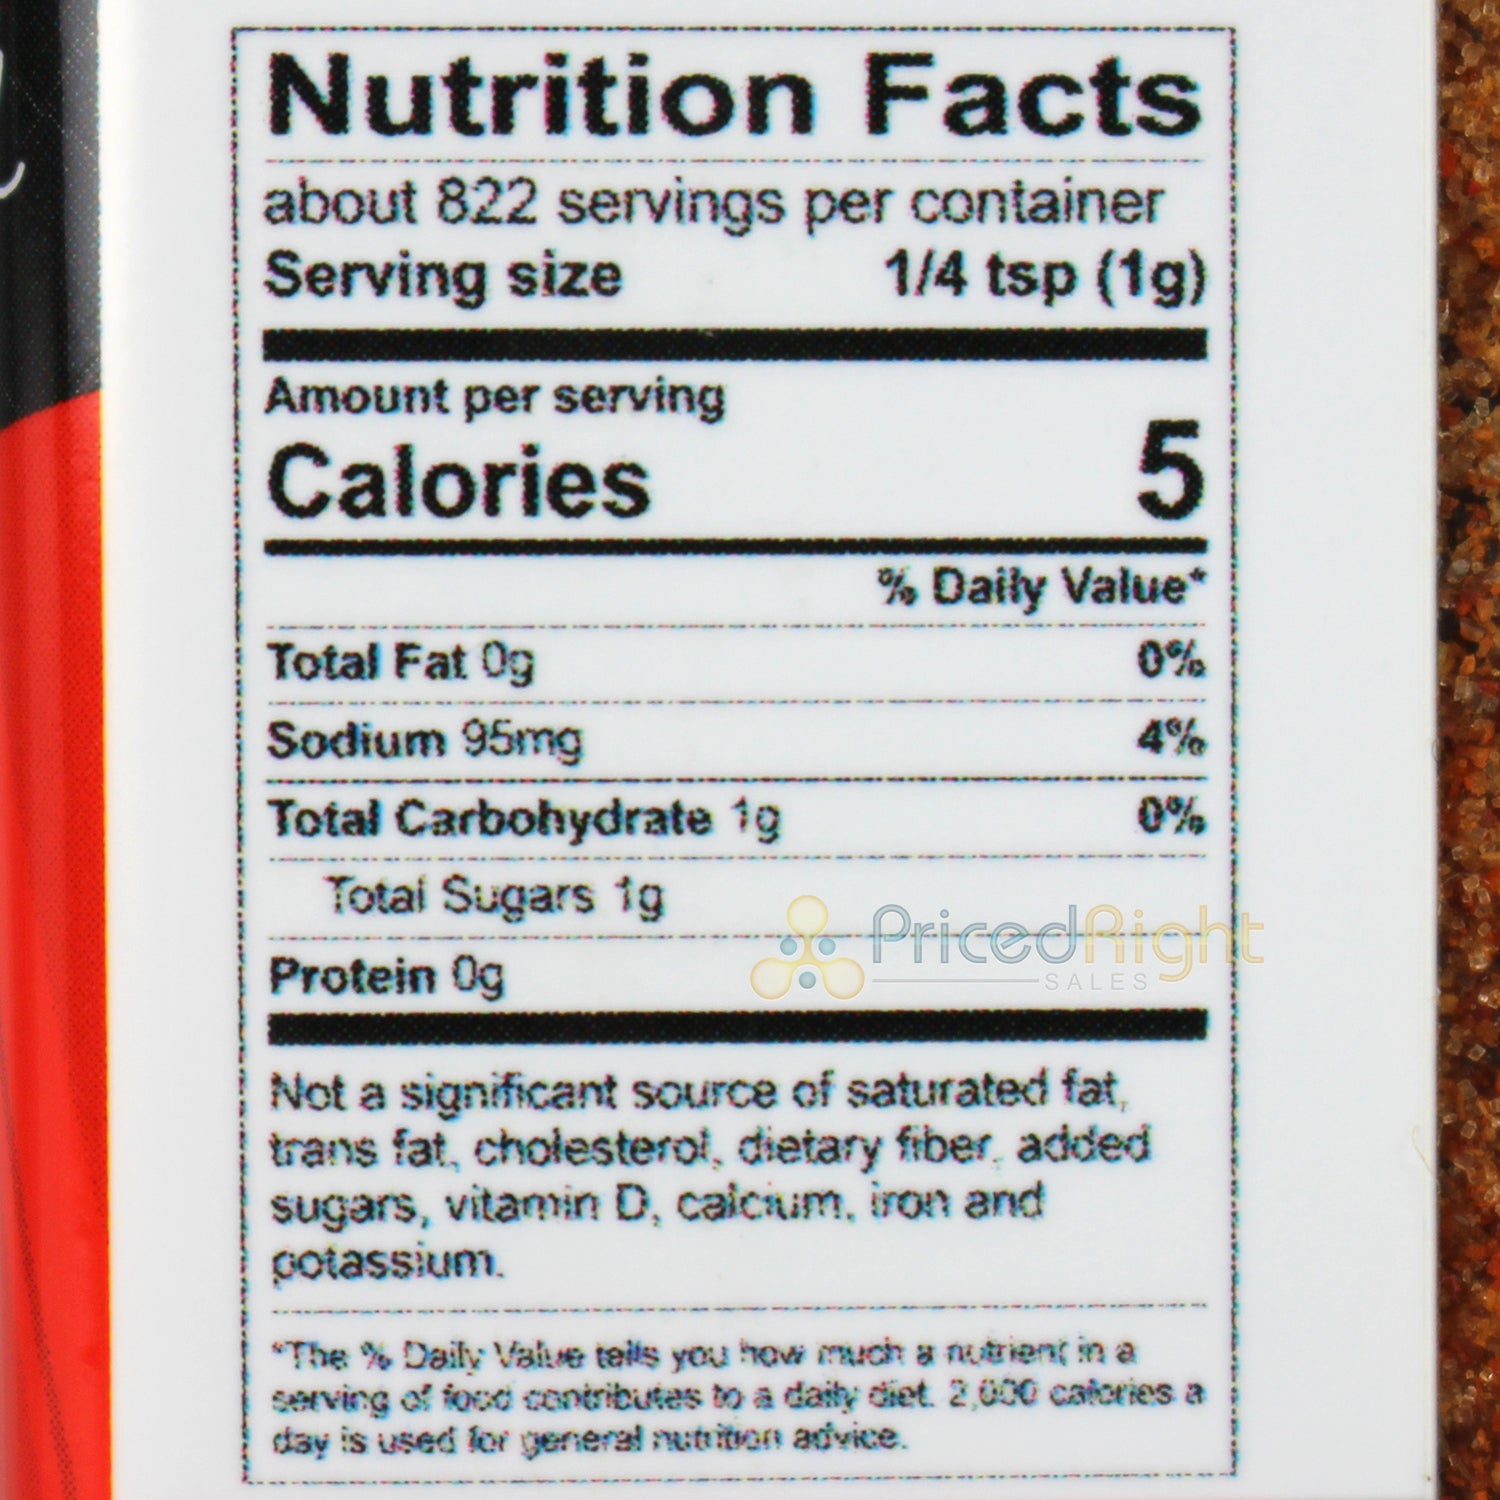 Nutrition Facts
about 822 servings per container
Serving size 1/4 tsp (1g)
Amount per serving
Calories 5
% Daily Value*
Total Fat 0g 0%
Sodium 95mg 4%
Total Carbohydrate 1g 0%
Total Sugars 1g
PricedRight
SALES
Protein 0g
Not a significant source of saturated fat,
trans fat, cholesterol, dietary fiber, added
sugars, vitamin D, calcium, iron and
potassium.
*The % Daily Value tells you how much a nutrient in a
serving of food contributes to a daily diet. 2,000 calories a
day is used for general nutrition advice.